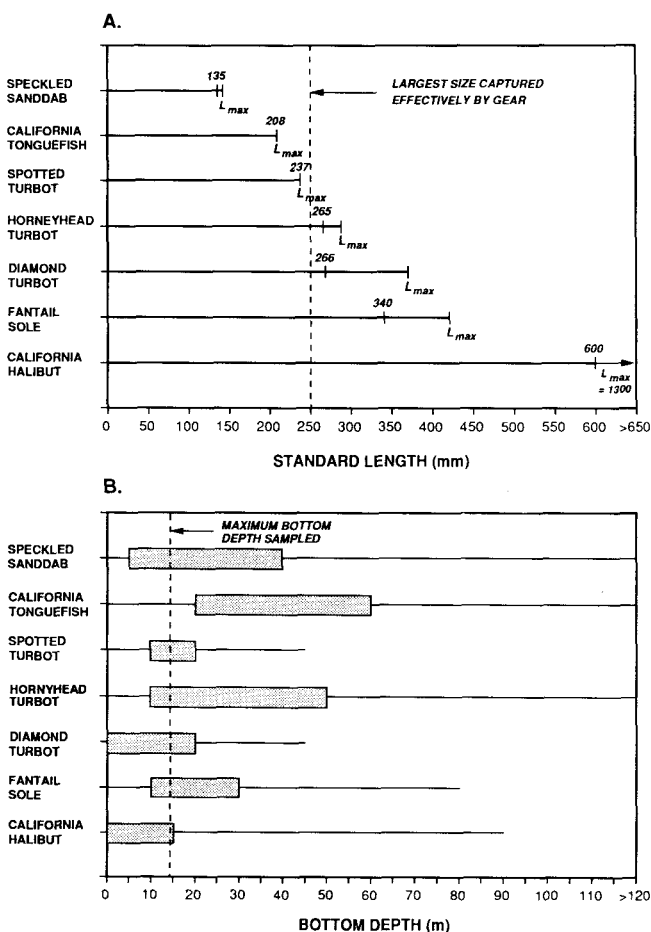 A.
SPECKLED
SANDDAB
135
L max
LARGEST SIZE CAPTURED
EFFECTIVELY BY GEAR
CALIFORNIA
TONGUEFISH
208
L max
SPOTTED
TURBOT
237
L max
HORNEYHEAD
TURBOT
265
L max
DIAMOND
TURBOT
266
L max
FANTAIL
SOLE
340
L max
CALIFORNIA
HALIBUT
600
L max
= 1300
0 50 100 150 200 250 300 350 400 450 500 550 600 >650
STANDARD LENGTH (mm)
B.
MAXIMUM BOTTOM
DEPTH SAMPLED
SPECKLED
SANDDAB
CALIFORNIA
TONGUEFISH
SPOTTED
TURBOT
HORNYHEAD
TURBOT
DIAMOND
TURBOT
FANTAIL
SOLE
CALIFORNIA
HALIBUT
0 10 20 30 40 50 60 70 80 90 100 110 >120
BOTTOM DEPTH (m)